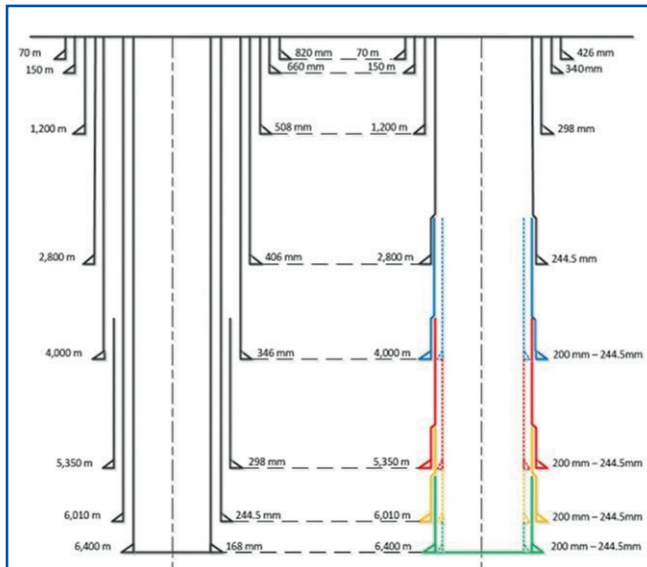 70 m 820 mm 70 m 426 mm
150 m 660 mm 150 m 340mm
1,200 m 508 mm 1,200 m 298 mm
2,800 m 406 mm 2,800 m 244.5 mm
4,000 m 346 mm 4,000 m 200 mm – 244.5mm
5,350 m 298 mm 5,350 m 200 mm – 244.5mm
6,010 m 244.5 mm 6,010 m 200 mm – 244.5mm
6,400 m 168 mm 6,400 m 200 mm – 244.5mm